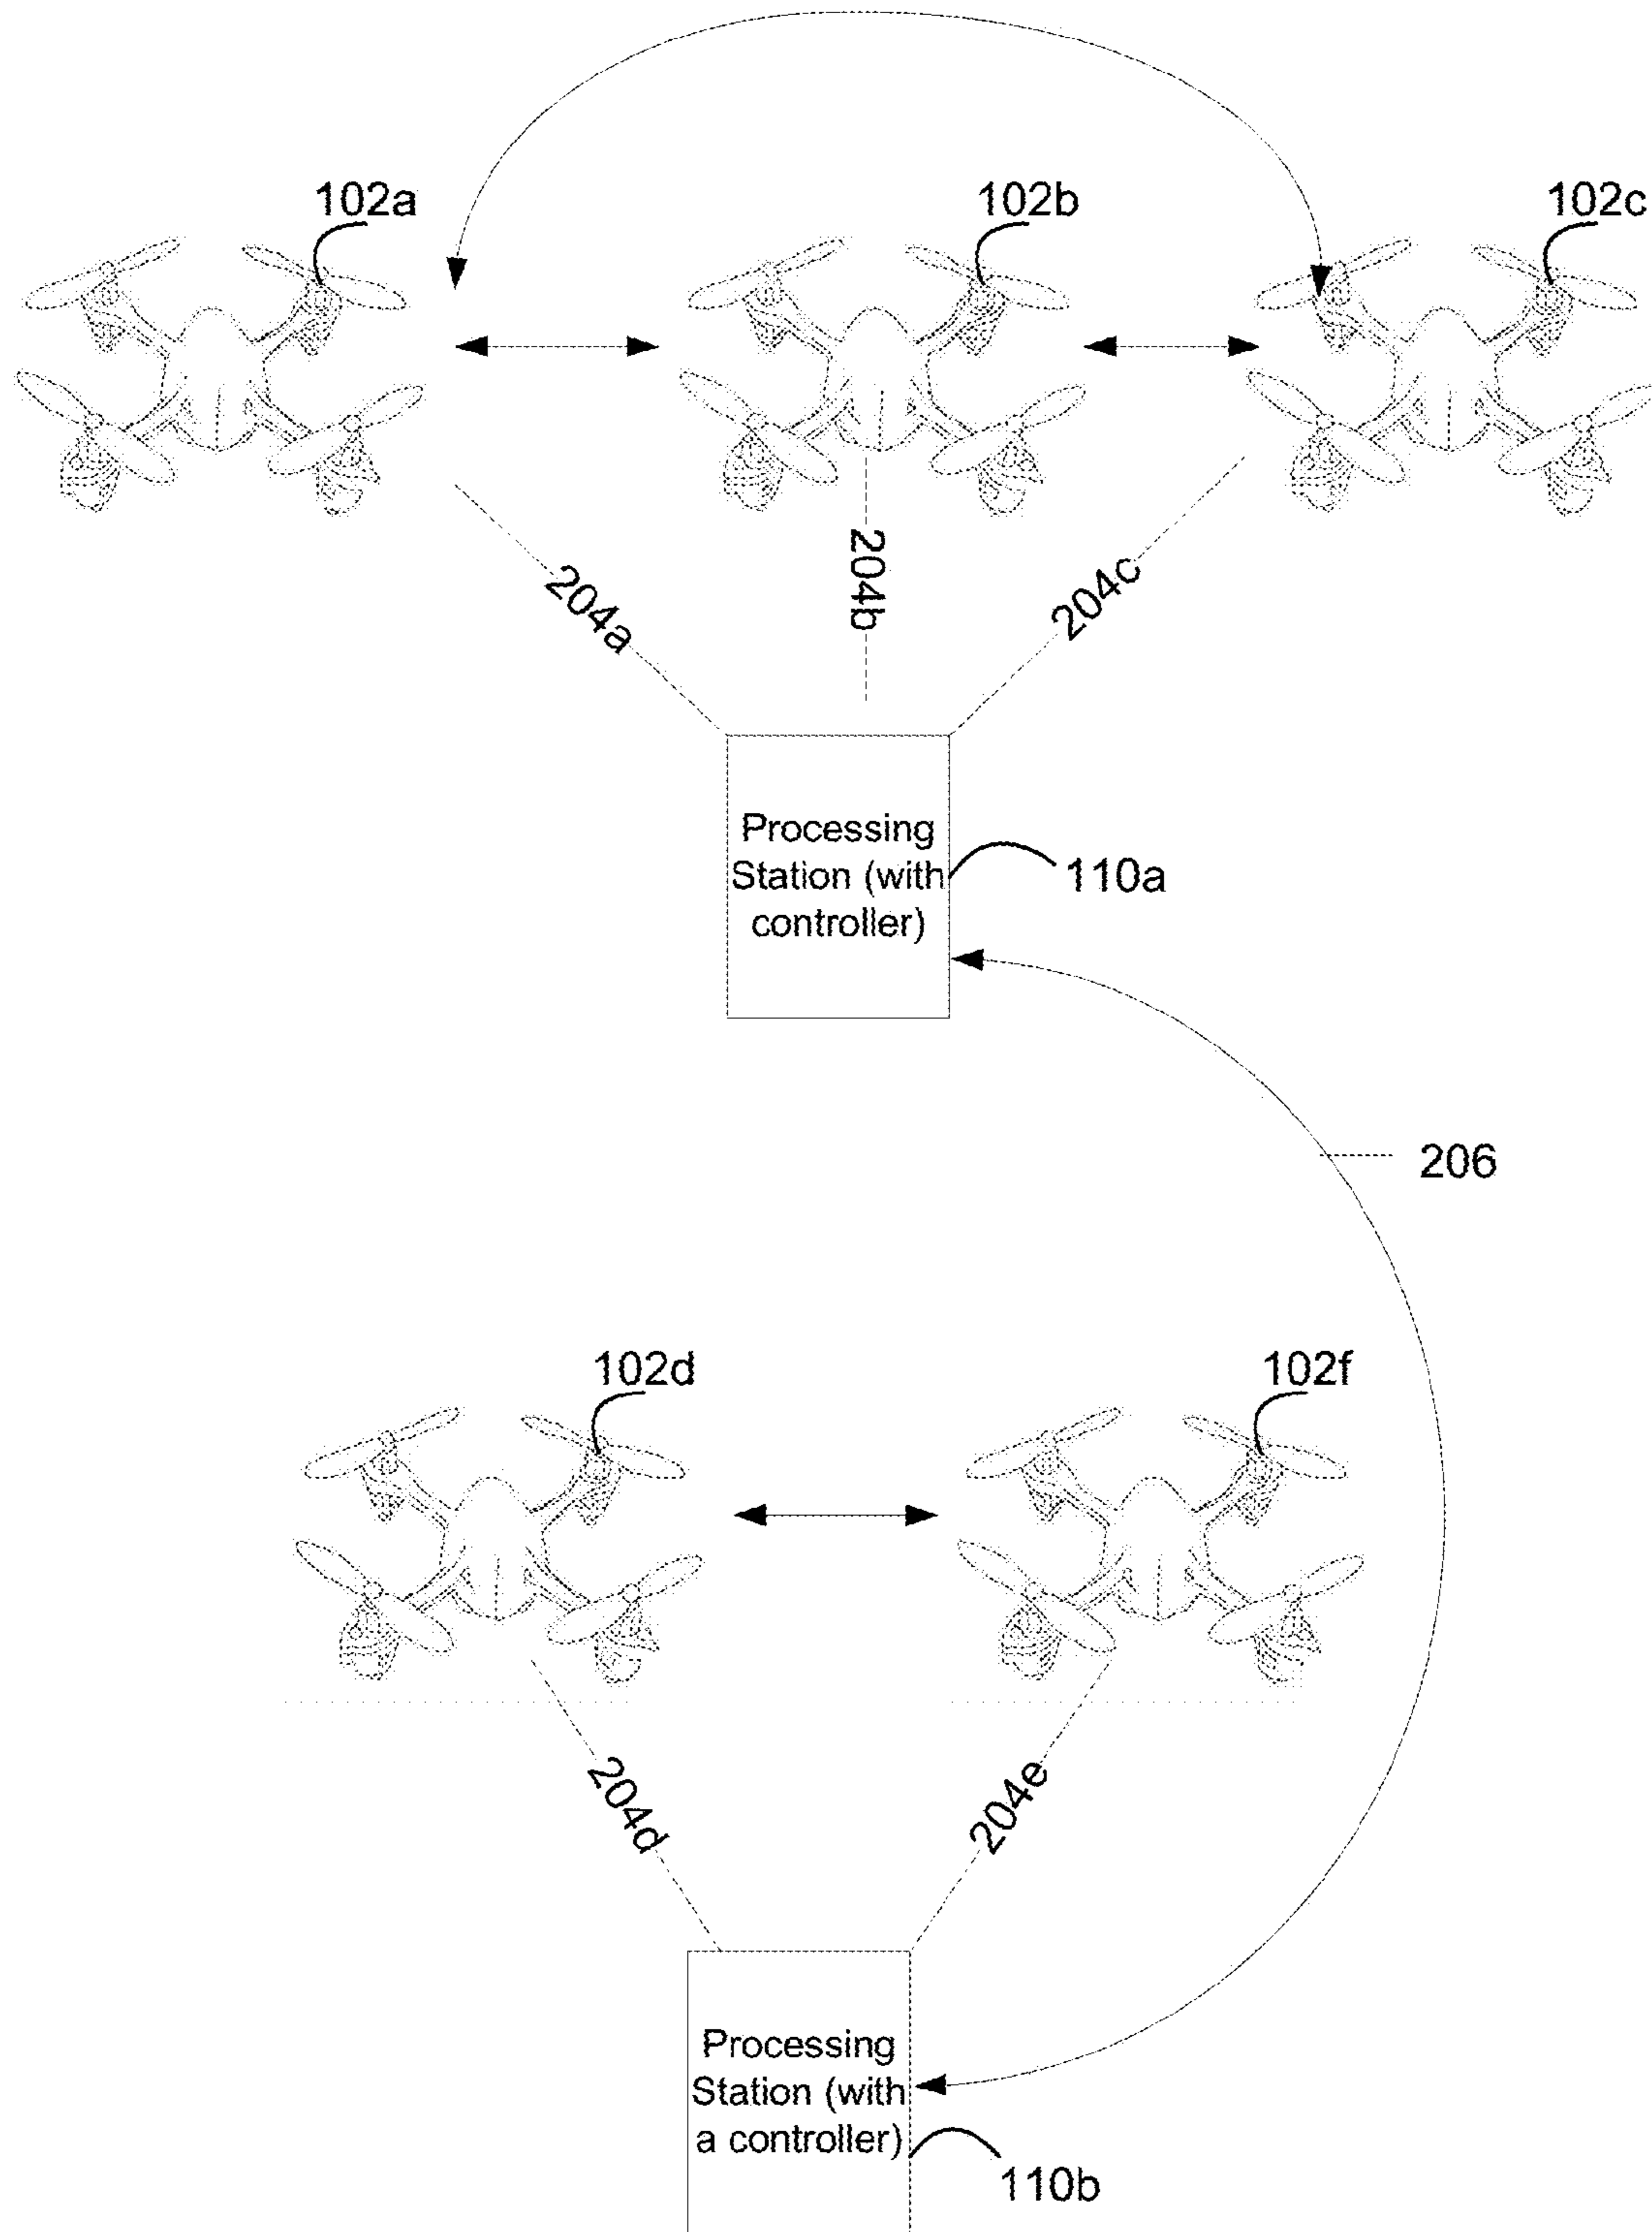 102a
102b
102c
204a
204b
204c
Processing
Station (with
controller)
110a
206
102d
102f
204d
204e
Processing
Station (with
a controller)
110b